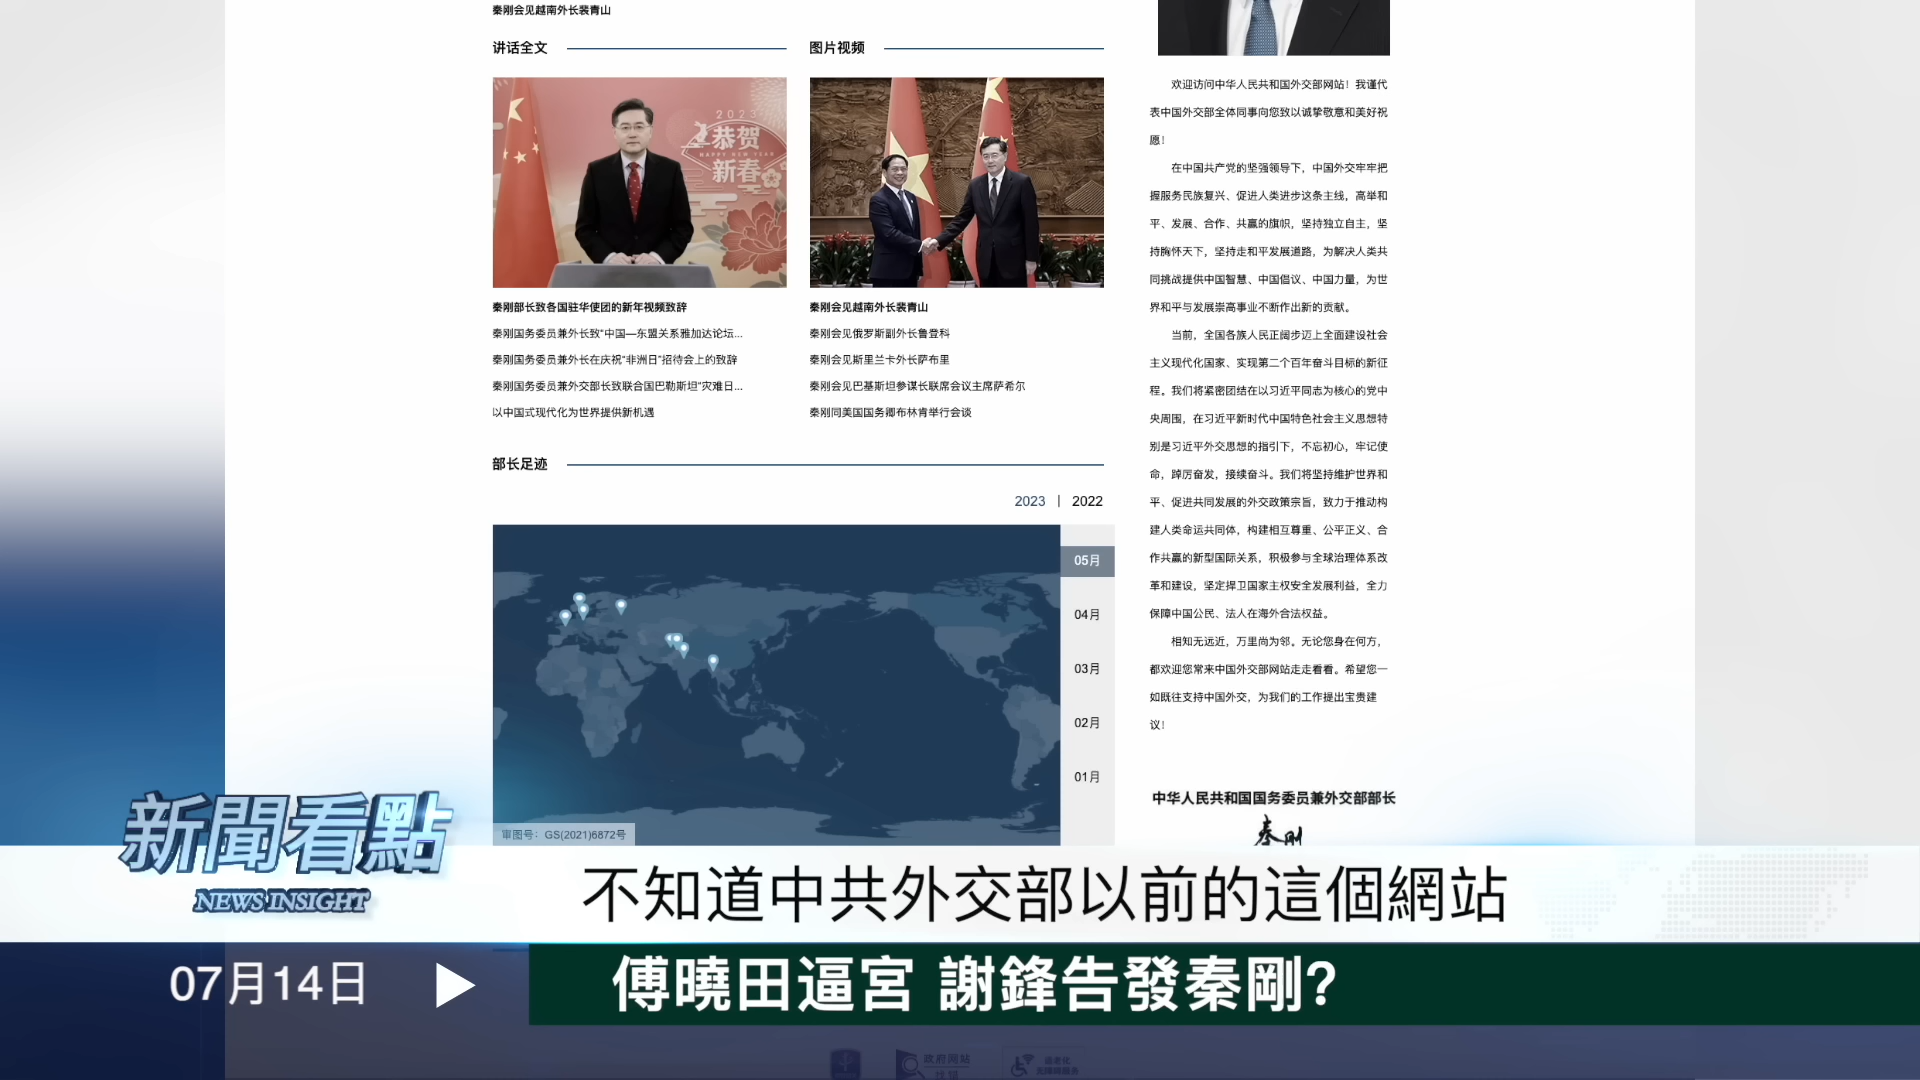 秦刚会见越南外长裴青山
讲话全文
图片视频
2023
恭贺
HAPPY NEW YEAR
新春
秦刚部长致各国驻华使团的新年视频致辞
秦刚国务委员兼外长致“中国—东盟关系雅加达论坛...
秦刚国务委员兼外长在庆祝“非洲日”招待会上的致辞
秦刚国务委员兼外交部长致联合国巴勒斯坦“灾难日...
以中国式现代化为世界提供新机遇
秦刚会见越南外长裴青山
秦刚会见俄罗斯副外长鲁登科
秦刚会见斯里兰卡外长萨布里
秦刚会见巴基斯坦参谋长联席会议主席萨希尔
秦刚同美国国务卿布林肯举行会谈
部长足迹
2023 | 2022
05月
04月
03月
02月
01月
审图号：GS(2021)6872号
欢迎访问中华人民共和国外交部网站！我谨代
表中国外交部全体同事向您致以诚挚敬意和美好祝
愿！
在中国共产党的坚强领导下，中国外交牢牢把
握服务民族复兴、促进人类进步这条主线，高举和
平、发展、合作、共赢的旗帜，坚持独立自主，坚
持胸怀天下，坚持走和平发展道路，为解决人类共
同挑战提供中国智慧、中国倡议、中国力量，为世
界和平与发展崇高事业不断作出新的贡献。
当前，全国各族人民正阔步迈上全面建设社会
主义现代化国家、实现第二个百年奋斗目标的新征
程。我们将紧密团结在以习近平同志为核心的党中
央周围，在习近平新时代中国特色社会主义思想特
别是习近平外交思想的指引下，不忘初心，牢记使
命，踔厉奋发，接续奋斗。我们将坚持维护世界和
平、促进共同发展的外交政策宗旨，致力于推动构
建人类命运共同体，构建相互尊重、公平正义、合
作共赢的新型国际关系，积极参与全球治理体系改
革和建设，坚定捍卫国家主权安全发展利益，全力
保障中国公民、法人在海外合法权益。
相知无远近，万里尚为邻。无论您身在何方，
都欢迎您常来中国外交部网站走走看看。希望您一
如既往支持中国外交，为我们的工作提出宝贵建
议！
中华人民共和国国务委员兼外交部部长
秦刚
新聞看點
NEWS INSIGHT
不知道中共外交部以前的這個網站
07月14日
傅曉田逼宮 謝鋒告發秦剛?
政府网站
找错
适老化
无障碍服务